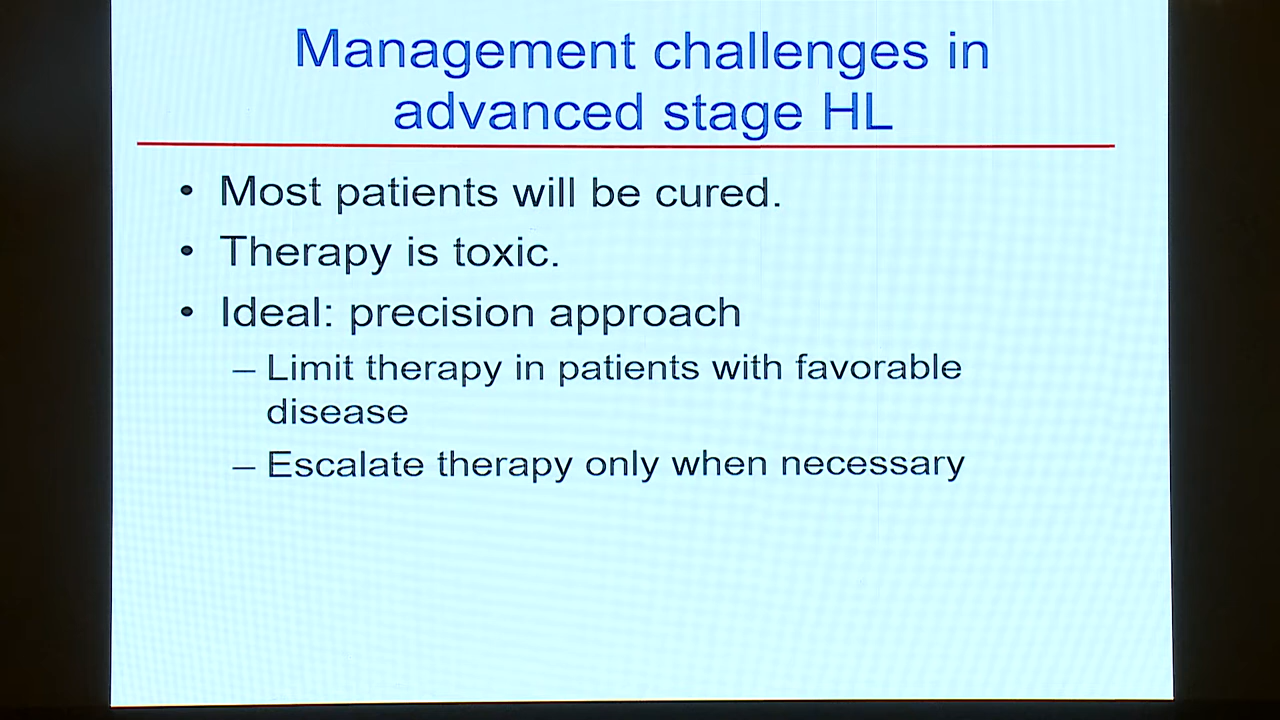 Management challenges in
advanced stage HL
• Most patients will be cured.
• Therapy is toxic.
• Ideal: precision approach
– Limit therapy in patients with favorable
disease
– Escalate therapy only when necessary